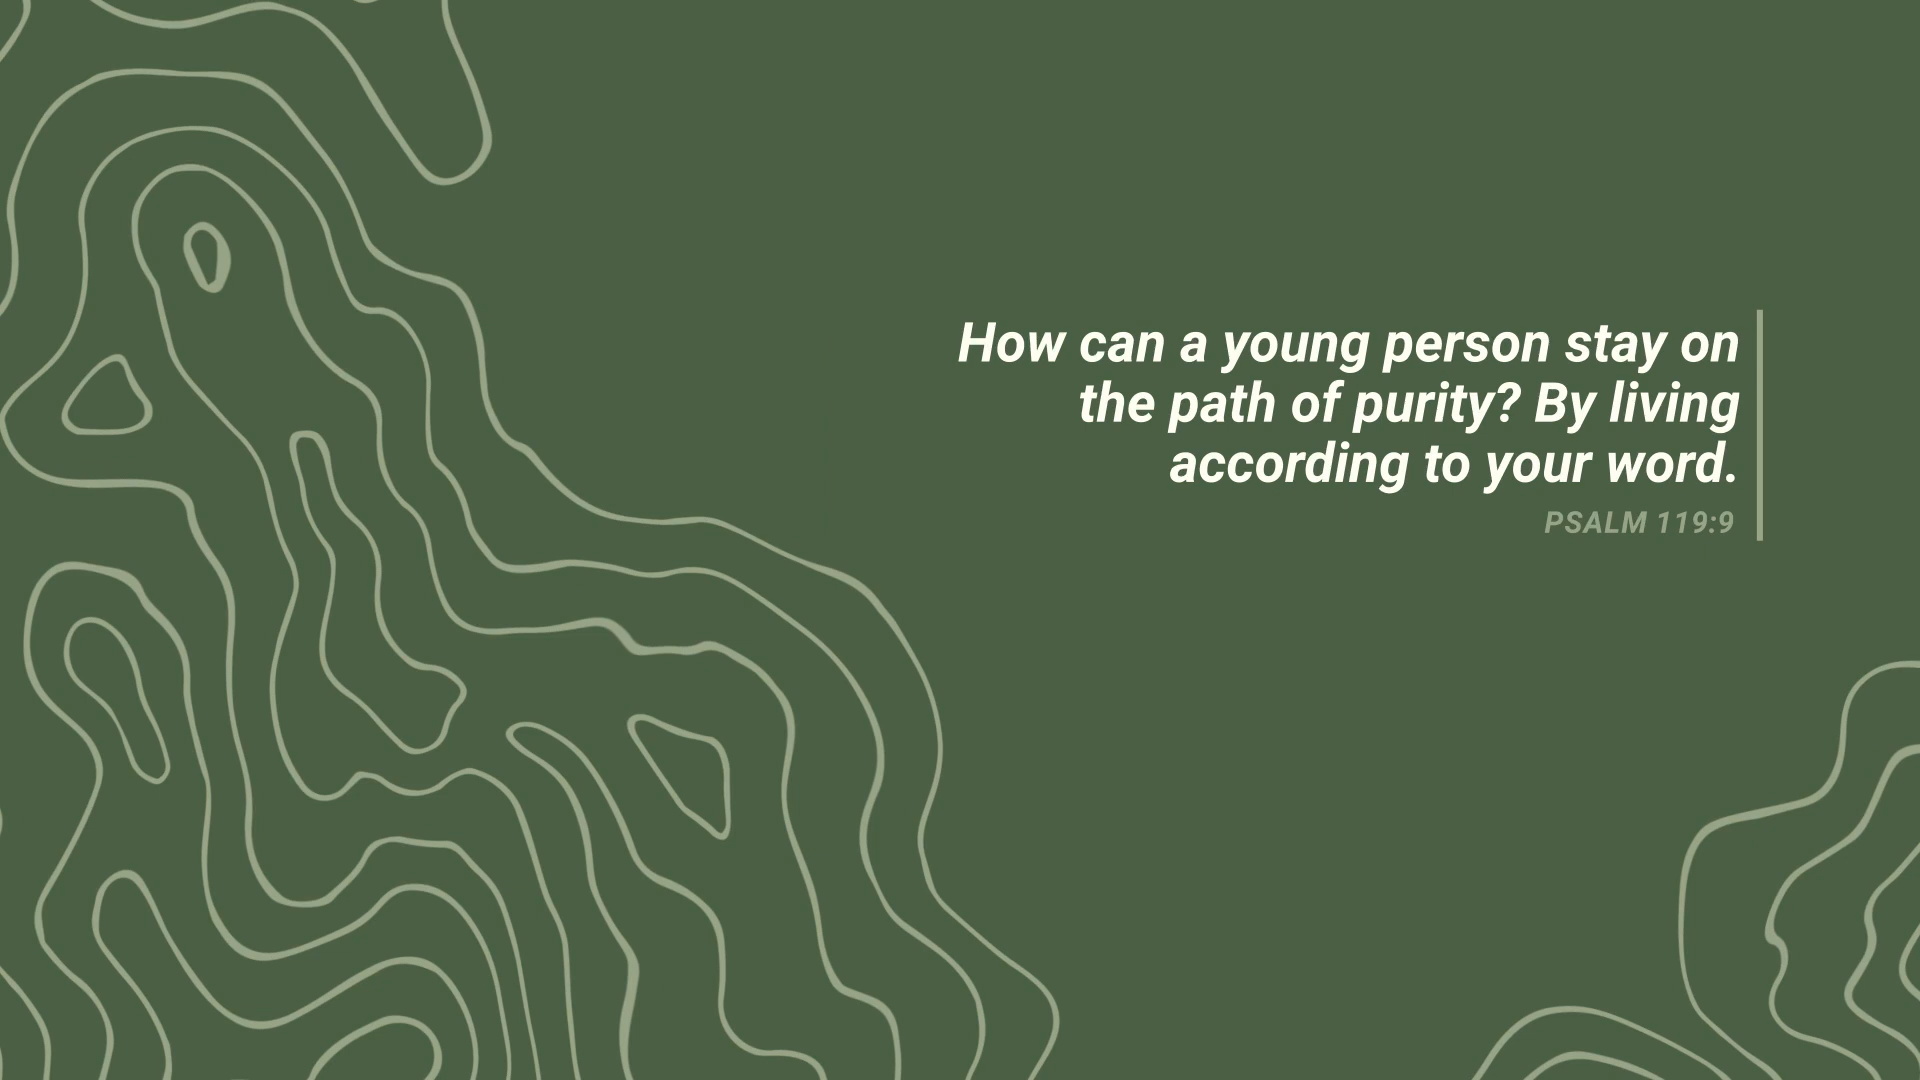 How can a young person stay on
the path of purity? By living
according to your word.
PSALM 119:9